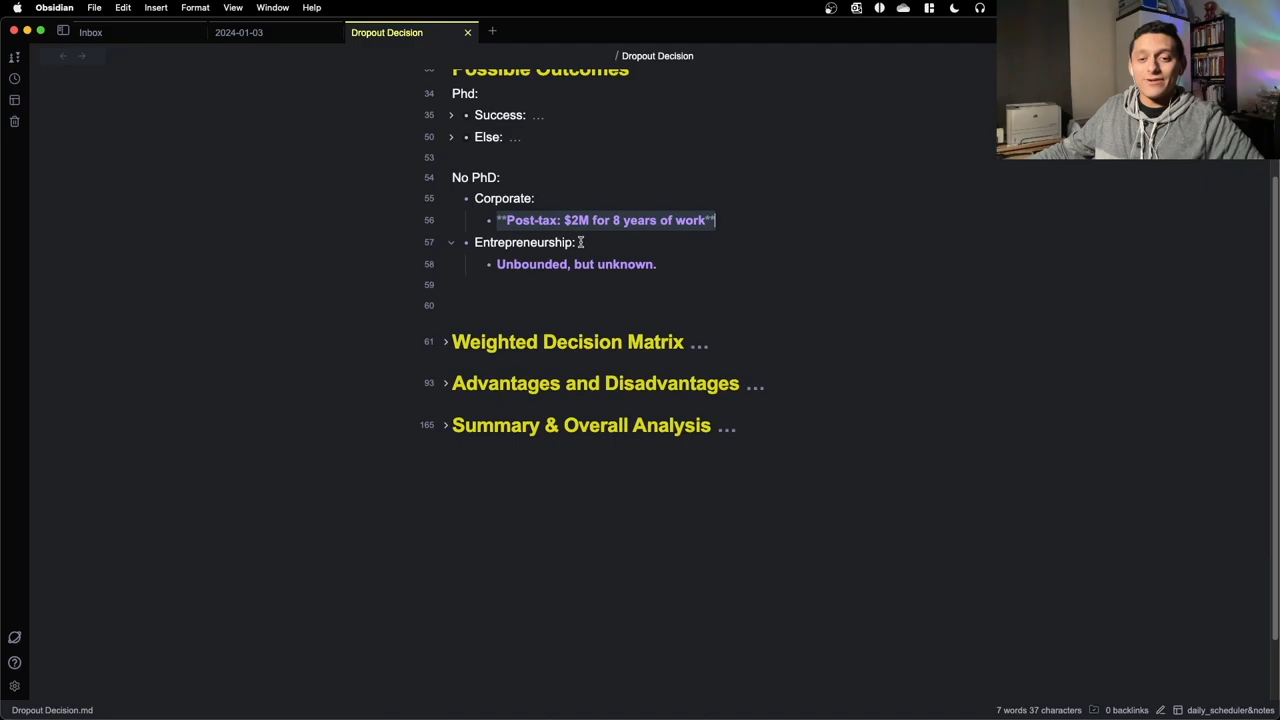 Obsidian File Edit Insert Format View Window Help
Inbox 2024-01-03 Dropout Decision
/ Dropout Decision
Possible Outcomes
34 Phd:
35 • Success: ...
50 • Else: ...
53
54 No PhD:
55 • Corporate:
56 • **Post-tax: $2M for 8 years of work**
57 • Entrepreneurship:
58 • Unbounded, but unknown.
59
60
61 Weighted Decision Matrix ...
93 Advantages and Disadvantages ...
165 Summary & Overall Analysis ...
Dropout Decision.md 7 words 37 characters 0 backlinks daily_scheduler&notes